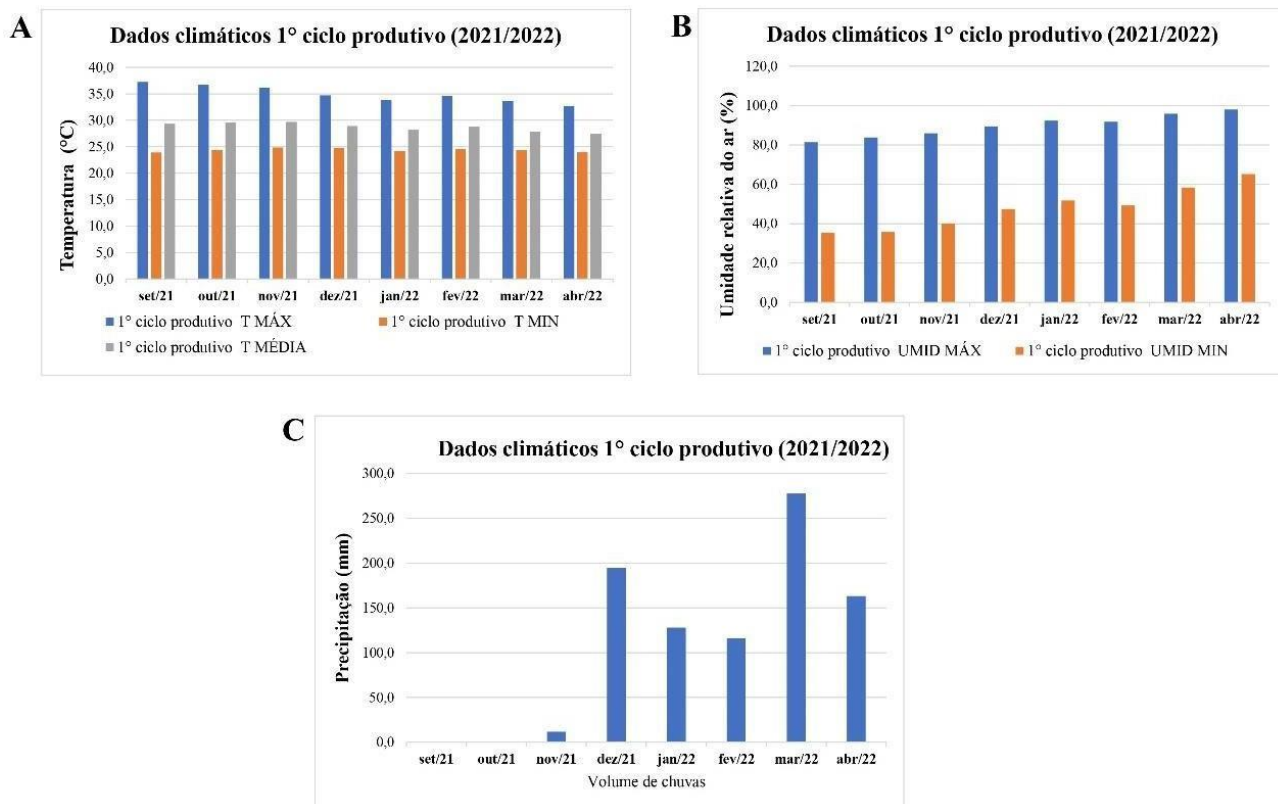 A
Dados climáticos 1° ciclo produtivo (2021/2022)
40,0
35,0
30,0
25,0
20,0
15,0
10,0
5,0
0,0
Temperatura (°C)
set/21 out/21 nov/21 dez/21 jan/22 fev/22 mar/22 abr/22
1° ciclo produtivo T MÁX 1° ciclo produtivo T MIN
1° ciclo produtivo T MÉDIA
B
Dados climáticos 1° ciclo produtivo (2021/2022)
120,0
100,0
80,0
60,0
40,0
20,0
0,0
Umidade relativa do ar (%)
set/21 out/21 nov/21 dez/21 jan/22 fev/22 mar/22 abr/22
1° ciclo produtivo UMID MÁX 1° ciclo produtivo UMID MIN
C
Dados climáticos 1° ciclo produtivo (2021/2022)
300,0
250,0
200,0
150,0
100,0
50,0
0,0
Precipitação (mm)
set/21 out/21 nov/21 dez/21 jan/22 fev/22 mar/22 abr/22
Volume de chuvas